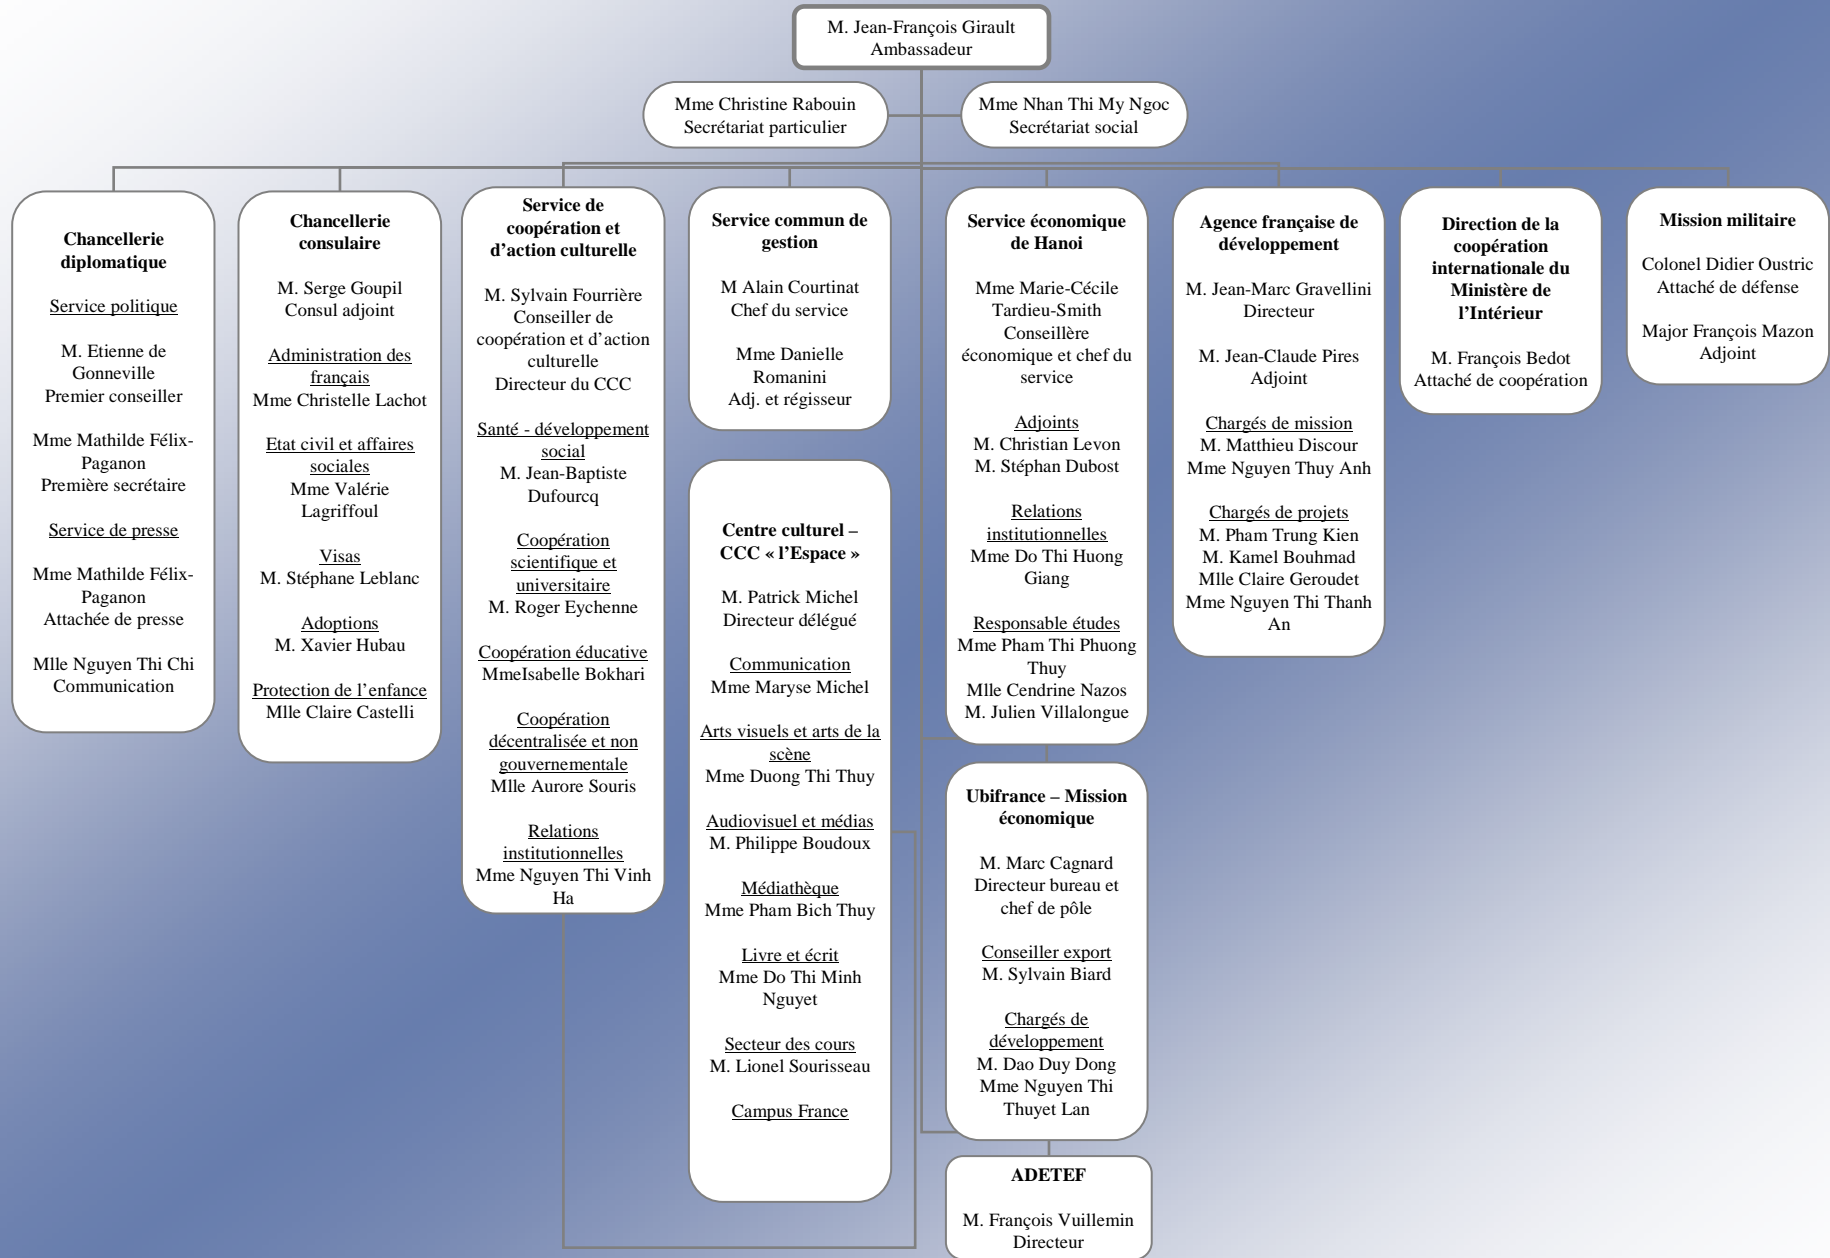 M. Jean-François Girault
Ambassadeur
Mme Christine Rabouin
Secrétariat particulier
Mme Nhan Thi My Ngoc
Secrétariat social
Chancellerie
diplomatique
Service politique
M. Etienne de
Gonneville
Premier conseiller
Mme Mathilde Félix-
Paganon
Première secrétaire
Service de presse
Mme Mathilde Félix-
Paganon
Attachée de presse
Mlle Nguyen Thi Chi
Communication
Chancellerie
consulaire
M. Serge Goupil
Consul adjoint
Administration des
français
Mme Christelle Lachot
Etat civil et affaires
sociales
Mme Valérie
Lagriffoul
Visas
M. Stéphane Leblanc
Adoptions
M. Xavier Hubau
Protection de l’enfance
Mlle Claire Castelli
Service de
coopération et
d’action culturelle
M. Sylvain Fourrière
Conseiller de
coopération et d’action
culturelle
Directeur du CCC
Santé - développement
social
M. Jean-Baptiste
Dufourcq
Coopération
scientifique et
universitaire
M. Roger Eychenne
Coopération éducative
MmeIsabelle Bokhari
Coopération
décentralisée et non
gouvernementale
Mlle Aurore Souris
Relations
institutionnelles
Mme Nguyen Thi Vinh
Ha
Service commun de
gestion
M Alain Courtinat
Chef du service
Mme Danielle
Romanini
Adj. et régisseur
Centre culturel –
CCC « l’Espace »
M. Patrick Michel
Directeur délégué
Communication
Mme Maryse Michel
Arts visuels et arts de la
scène
Mme Duong Thi Thuy
Audiovisuel et médias
M. Philippe Boudoux
Médiathèque
Mme Pham Bich Thuy
Livre et écrit
Mme Do Thi Minh
Nguyet
Secteur des cours
M. Lionel Sourisseau
Campus France
Service économique
de Hanoi
Mme Marie-Cécile
Tardieu-Smith
Conseillère
économique et chef du
service
Adjoints
M. Christian Levon
M. Stéphan Dubost
Relations
institutionnelles
Mme Do Thi Huong
Giang
Responsable études
Mme Pham Thi Phuong
Thuy
Mlle Cendrine Nazos
M. Julien Villalongue
Ubifrance – Mission
économique
M. Marc Cagnard
Directeur bureau et
chef de pôle
Conseiller export
M. Sylvain Biard
Chargés de
développement
M. Dao Duy Dong
Mme Nguyen Thi
Thuyet Lan
ADETEF
M. François Vuillemin
Directeur
Agence française de
développement
M. Jean-Marc Gravellini
Directeur
M. Jean-Claude Pires
Adjoint
Chargés de mission
M. Matthieu Discour
Mme Nguyen Thuy Anh
Chargés de projets
M. Pham Trung Kien
M. Kamel Bouhmad
Mlle Claire Geroudet
Mme Nguyen Thi Thanh
An
Direction de la
coopération
internationale du
Ministère de
l’Intérieur
M. François Bedot
Attaché de coopération
Mission militaire
Colonel Didier Oustric
Attaché de défense
Major François Mazon
Adjoint